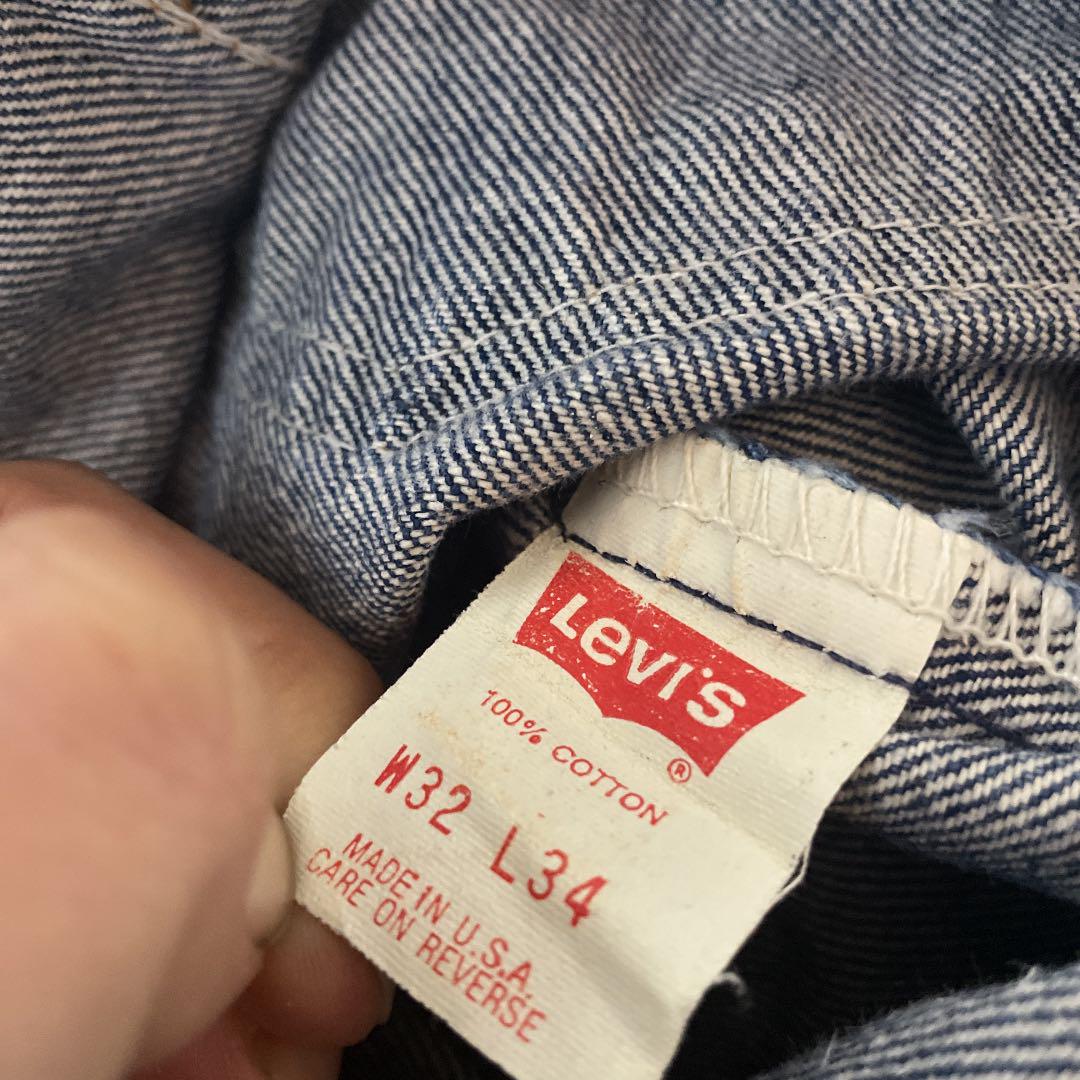 Levi's
®
100% COTTON
W32 L34
MADE IN U.S.A.
CARE ON REVERSE